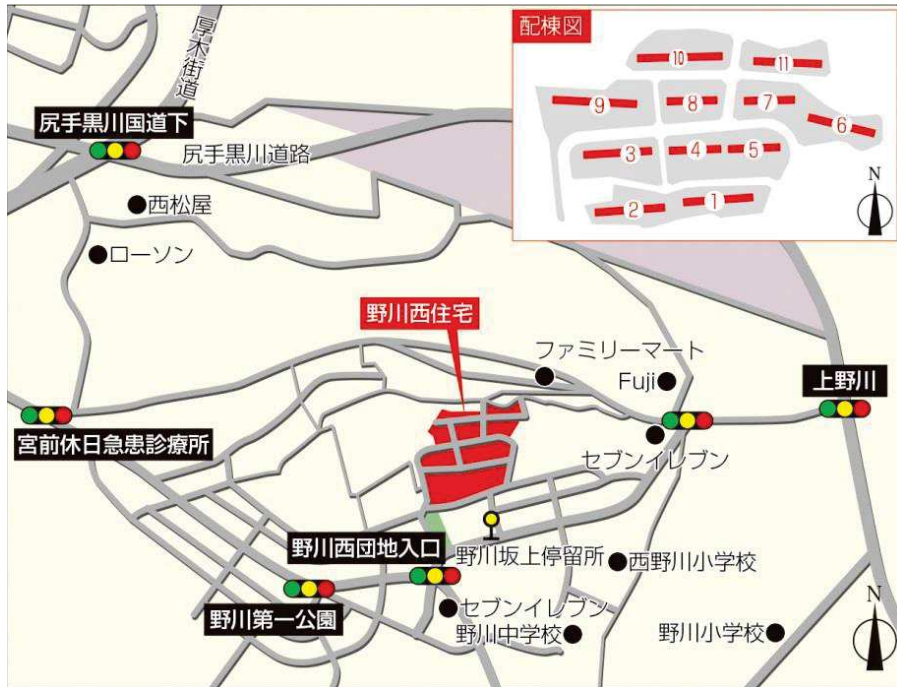 厚木街道
尻手黒川国道下
尻手黒川道路
西松屋
ローソン
配棟図
10
11
9
8
7
6
3
4
5
2
1
N
野川西住宅
ファミリーマート
Fuji
上野川
宮前休日急患診療所
セブンイレブン
野川西団地入口
野川坂上停留所
西野川小学校
野川第一公園
セブンイレブン
野川中学校
野川小学校
N